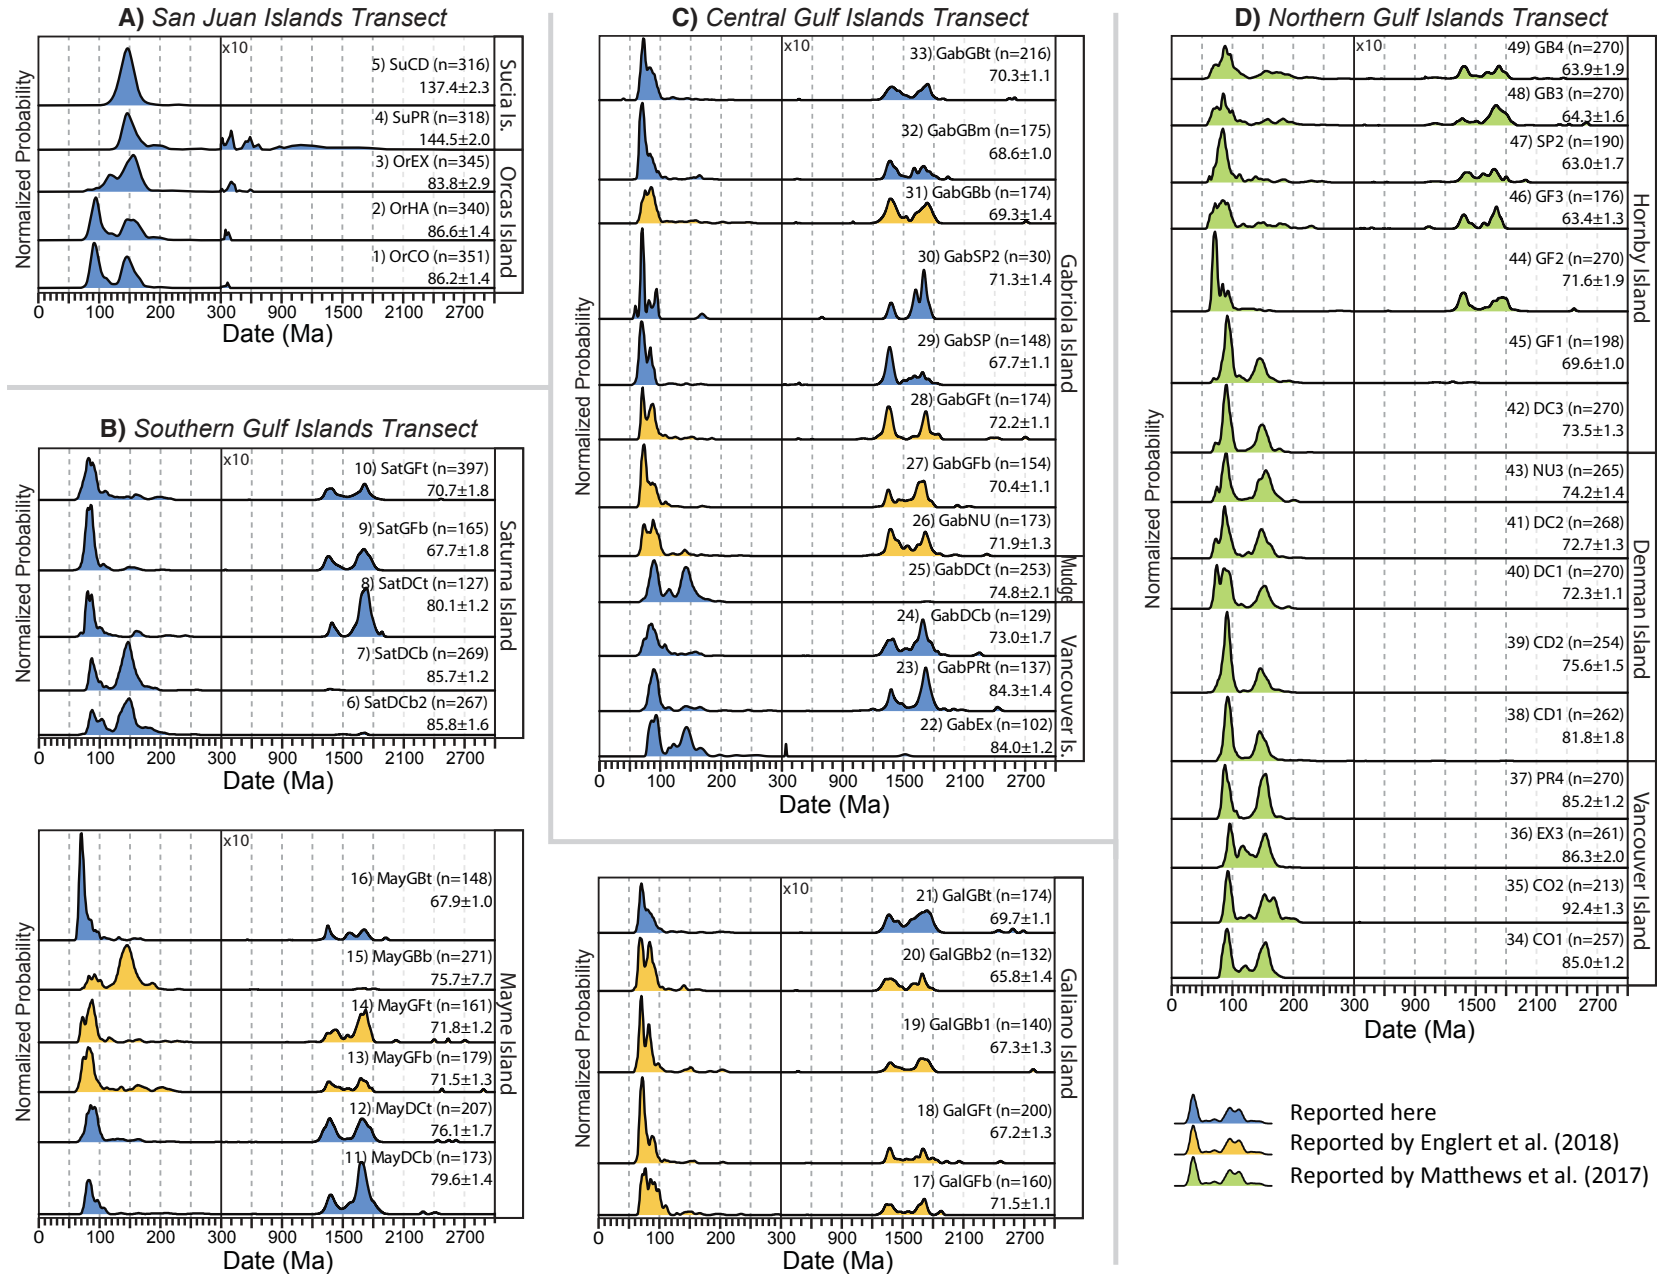 A) San Juan Islands Transect
Normalized Probability
x10
5) SuCD (n=316)
137.4±2.3
4) SuPR (n=318)
144.5±2.0
3) OrEX (n=345)
83.8±2.9
2) OrHA (n=340)
86.6±1.4
1) OrCO (n=351)
86.2±1.4
Sucia Is.
Orcas Island
0 100 200 300 900 1500 2100 2700
Date (Ma)
B) Southern Gulf Islands Transect
Normalized Probability
x10
10) SatGFt (n=397)
70.7±1.8
9) SatGFb (n=165)
67.7±1.8
8) SatDCt (n=127)
80.1±1.2
7) SatDCb (n=269)
85.7±1.2
6) SatDCb2 (n=267)
85.8±1.6
Saturna Island
0 100 200 300 900 1500 2100 2700
Date (Ma)
Normalized Probability
x10
16) MayGBt (n=148)
67.9±1.0
15) MayGBb (n=271)
75.7±7.7
14) MayGFt (n=161)
71.8±1.2
13) MayGFb (n=179)
71.5±1.3
12) MayDCt (n=207)
76.1±1.7
11) MayDCb (n=173)
79.6±1.4
Mayne Island
0 100 200 300 900 1500 2100 2700
Date (Ma)
C) Central Gulf Islands Transect
Normalized Probability
Normalized Probability
x10
33) GabGBt (n=216)
70.3±1.1
32) GabGBm (n=175)
68.6±1.0
31) GabGBb (n=174)
69.3±1.4
30) GabSP2 (n=30)
71.3±1.4
29) GabSP (n=148)
67.7±1.1
28) GabGFt (n=174)
72.2±1.1
27) GabGFb (n=154)
70.4±1.1
26) GabNU (n=173)
71.9±1.3
25) GabDCt (n=253)
74.8±2.1
24) GabDCb (n=129)
73.0±1.7
23) GabPRt (n=137)
84.3±1.4
22) GabEx (n=102)
84.0±1.2
Gabriola Island
Mudge
Vancouver Is.
0 100 200 300 900 1500 2100 2700
Date (Ma)
Normalized Probability
x10
21) GalGBt (n=174)
69.7±1.1
20) GalGBb2 (n=132)
65.8±1.4
19) GalGBb1 (n=140)
67.3±1.3
18) GalGFt (n=200)
67.2±1.3
17) GalGFb (n=160)
71.5±1.1
Galiano Island
0 100 200 300 900 1500 2100 2700
Date (Ma)
D) Northern Gulf Islands Transect
Normalized Probability
x10
49) GB4 (n=270)
63.9±1.9
48) GB3 (n=270)
64.3±1.6
47) SP2 (n=190)
63.0±1.7
46) GF3 (n=176)
63.4±1.3
44) GF2 (n=270)
71.6±1.9
45) GF1 (n=198)
69.6±1.0
42) DC3 (n=270)
73.5±1.3
43) NU3 (n=265)
74.2±1.4
41) DC2 (n=268)
72.7±1.3
40) DC1 (n=270)
72.3±1.1
39) CD2 (n=254)
75.6±1.5
38) CD1 (n=262)
81.8±1.8
37) PR4 (n=270)
85.2±1.2
36) EX3 (n=261)
86.3±2.0
35) CO2 (n=213)
92.4±1.3
34) CO1 (n=257)
85.0±1.2
Hornby Island
Denman Island
Vancouver Island
0 100 200 300 900 1500 2100 2700
Date (Ma)
Reported here
Reported by Englert et al. (2018)
Reported by Matthews et al. (2017)